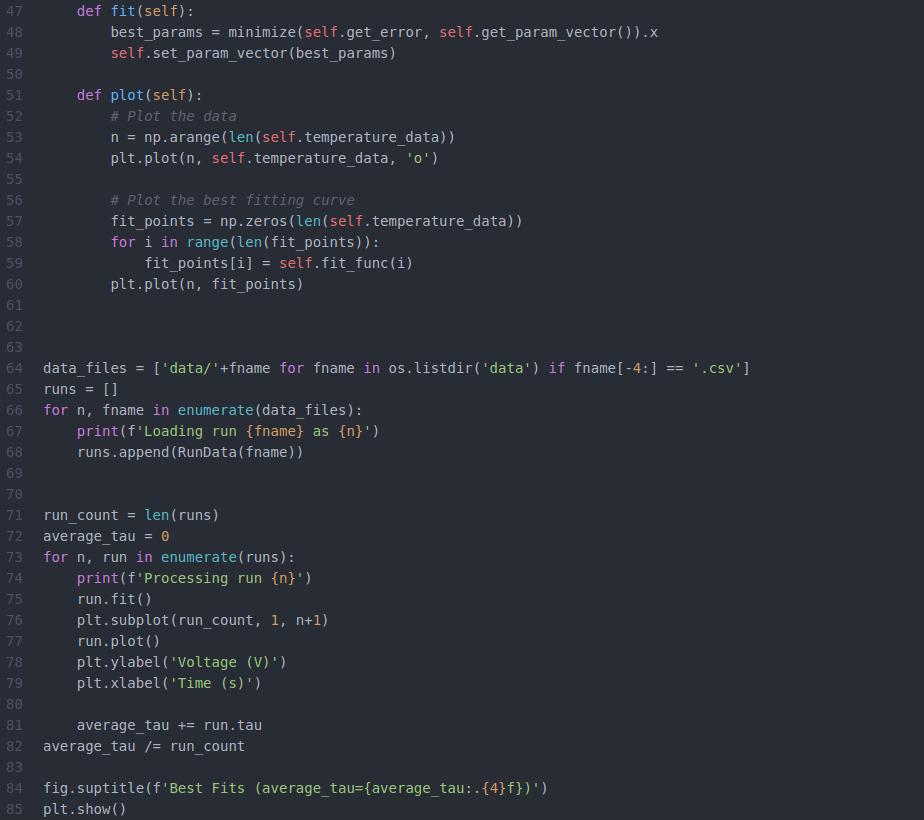 47     def fit(self):
48         best_params = minimize(self.get_error, self.get_param_vector()).x
49         self.set_param_vector(best_params)
50
51     def plot(self):
52         # Plot the data
53         n = np.arange(len(self.temperature_data))
54         plt.plot(n, self.temperature_data, 'o')
55
56         # Plot the best fitting curve
57         fit_points = np.zeros(len(self.temperature_data))
58         for i in range(len(fit_points)):
59             fit_points[i] = self.fit_func(i)
60         plt.plot(n, fit_points)
61
62
63
64 data_files = ['data/'+fname for fname in os.listdir('data') if fname[-4:] == '.csv']
65 runs = []
66 for n, fname in enumerate(data_files):
67     print(f'Loading run {fname} as {n}')
68     runs.append(RunData(fname))
69
70
71 run_count = len(runs)
72 average_tau = 0
73 for n, run in enumerate(runs):
74     print(f'Processing run {n}')
75     run.fit()
76     plt.subplot(run_count, 1, n+1)
77     run.plot()
78     plt.ylabel('Voltage (V)')
79     plt.xlabel('Time (s)')
80
81     average_tau += run.tau
82 average_tau /= run_count
83
84 fig.suptitle(f'Best Fits (average_tau={average_tau:.{4}f})')
85 plt.show()